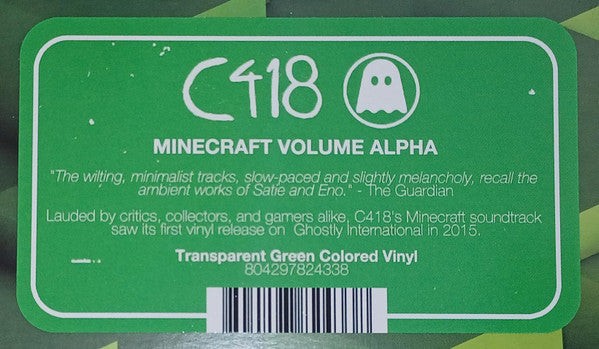 C418
MINECRAFT VOLUME ALPHA
"The wilting, minimalist tracks, slow-paced and slightly melancholy, recall the
ambient works of Satie and Eno." - The Guardian
Lauded by critics, collectors, and gamers alike, C418's Minecraft soundtrack
saw its first vinyl release on Ghostly International in 2015.
Transparent Green Colored Vinyl
804297824338